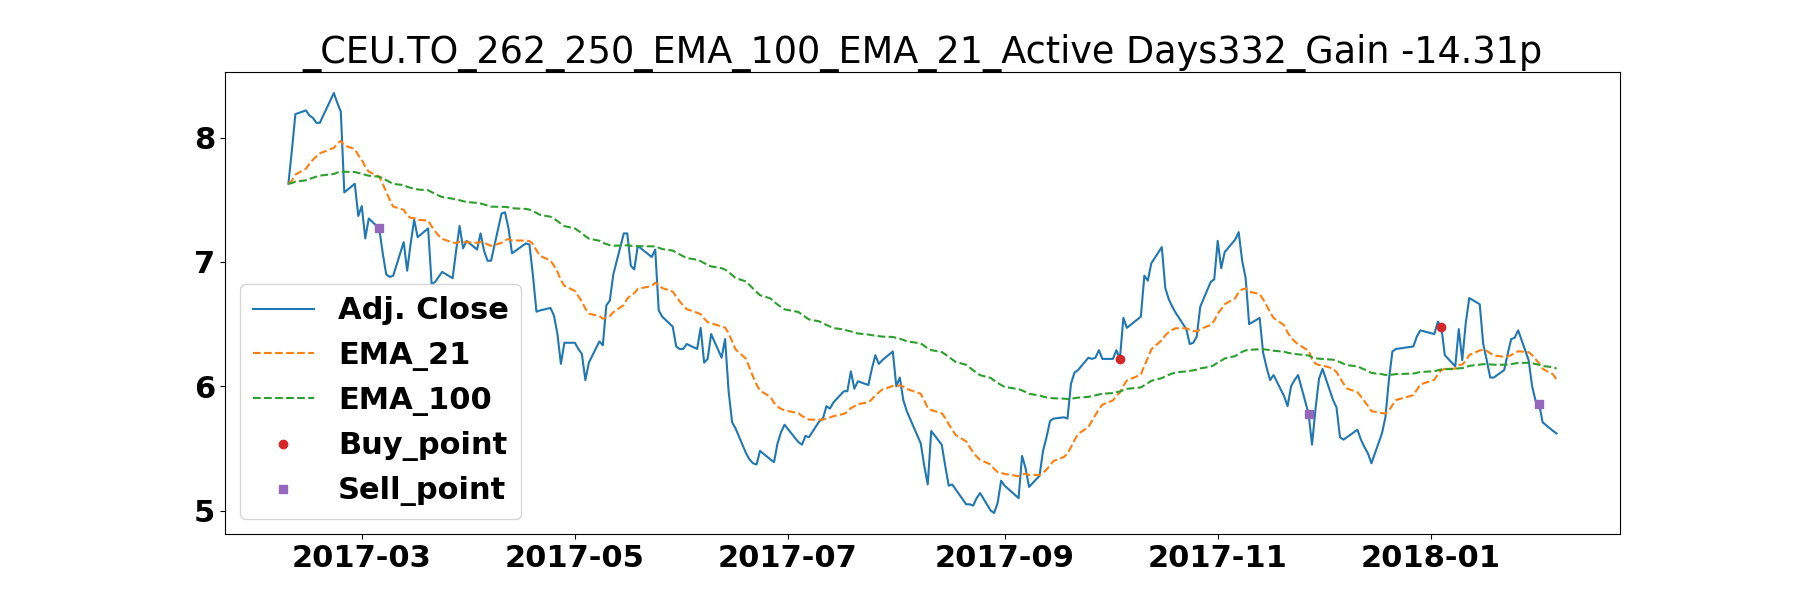 _CEU.TO_262_250_EMA_100_EMA_21_Active Days332_Gain -14.31p
8
7
6
5
Adj. Close
EMA_21
EMA_100
Buy_point
Sell_point
2017-03 2017-05 2017-07 2017-09 2017-11 2018-01